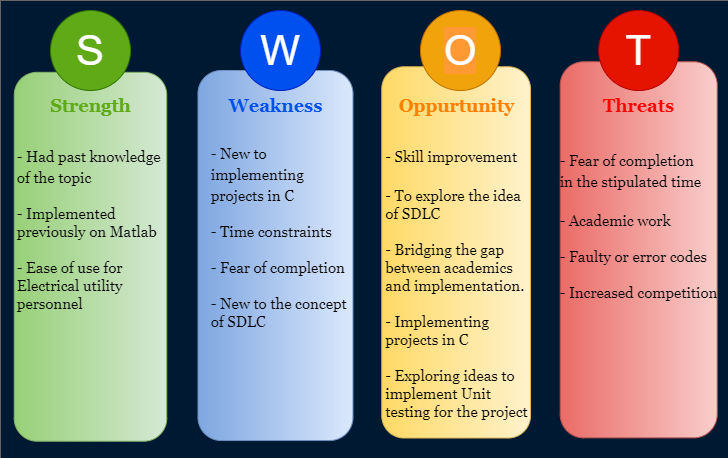 S
Strength
- Had past knowledge
of the topic
- Implemented
previously on Matlab
- Ease of use for
Electrical utility
personnel
W
Weakness
- New to
implementing
projects in C
- Time constraints
- Fear of completion
- New to the concept
of SDLC
O
Oppurtunity
- Skill improvement
- To explore the idea
of SDLC
- Bridging the gap
between academics
and implementation.
- Implementing
projects in C
- Exploring ideas to
implement Unit
testing for the project
T
Threats
- Fear of completion
in the stipulated time
- Academic work
- Faulty or error codes
- Increased competition